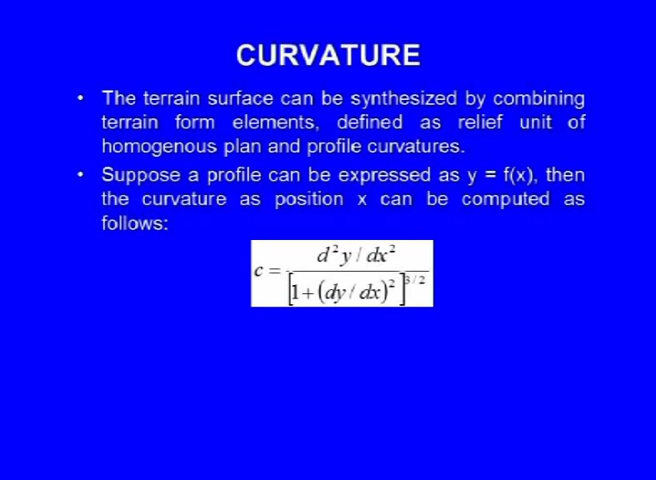 CURVATURE
• The terrain surface can be synthesized by combining
terrain form elements, defined as relief unit of
homogenous plan and profile curvatures.
• Suppose a profile can be expressed as y = f(x), then
the curvature as position x can be computed as
follows:
c = d²y / dx² / [1 + (dy / dx)²]^3/2